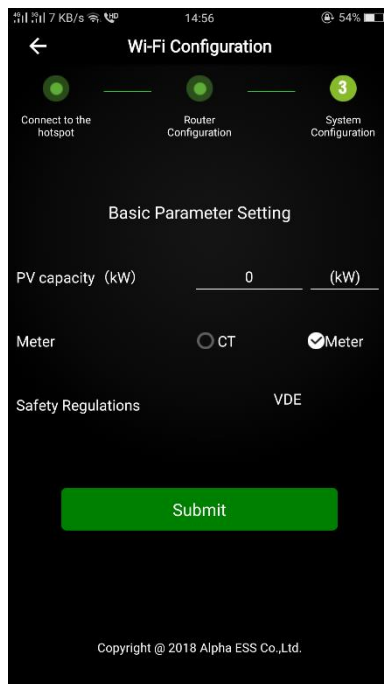 7 KB/s 14:56 54%
Wi-Fi Configuration
3
Connect to the
hotspot
Router
Configuration
System
Configuration
Basic Parameter Setting
PV capacity（kW） 0 (kW)
Meter CT Meter
Safety Regulations VDE
Submit
Copyright @ 2018 Alpha ESS Co.,Ltd.